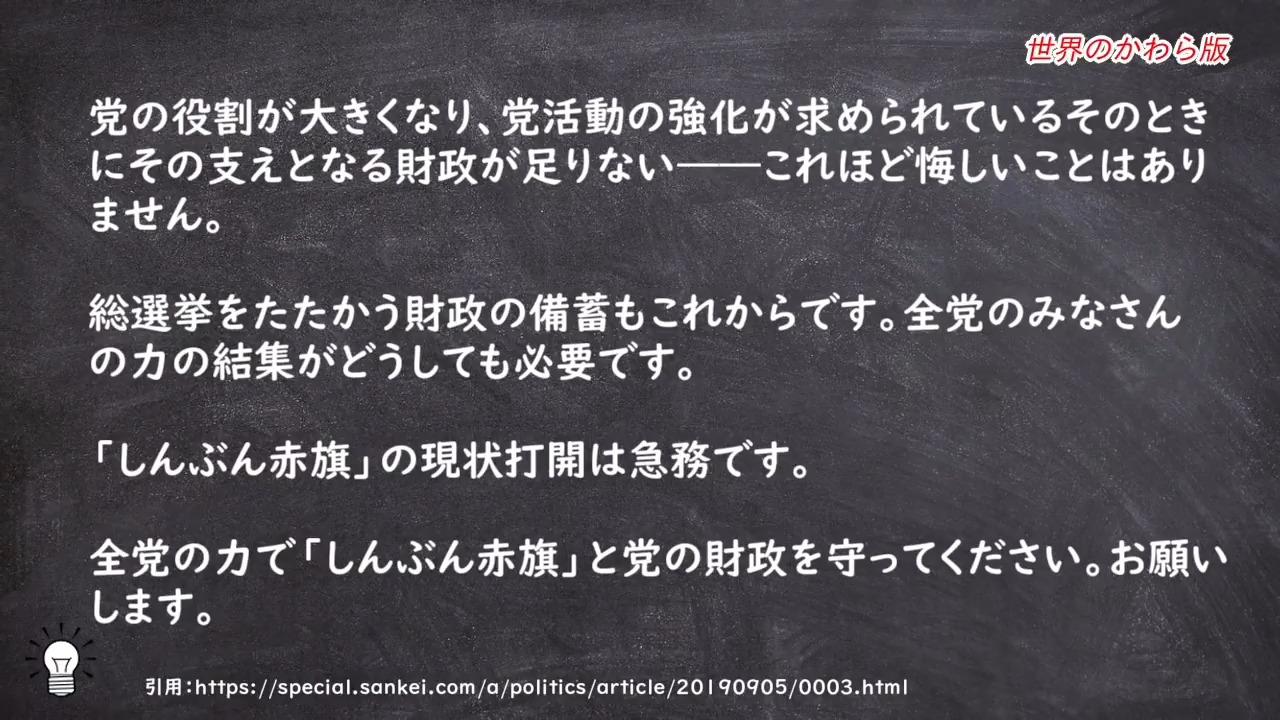 世界のかわら版
党の役割が大きくなり、党活動の強化が求められているそのとき
にその支えとなる財政が足りない――これほど悔しいことはあり
ません。
総選挙をたたかう財政の備蓄もこれからです。全党のみなさん
の力の結集がどうしても必要です。
「しんぶん赤旗」の現状打開は急務です。
全党の力で「しんぶん赤旗」と党の財政を守ってください。お願い
します。
引用：https://special.sankei.com/a/politics/article/20190905/0003.html